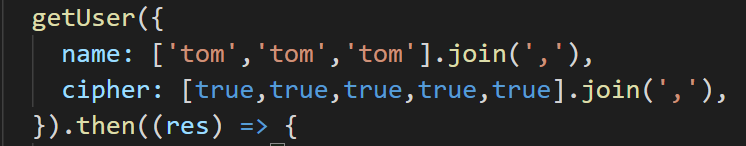 getUser({
name: ['tom','tom','tom'].join(','),
cipher: [true,true,true,true,true].join(','),
}).then((res) => {